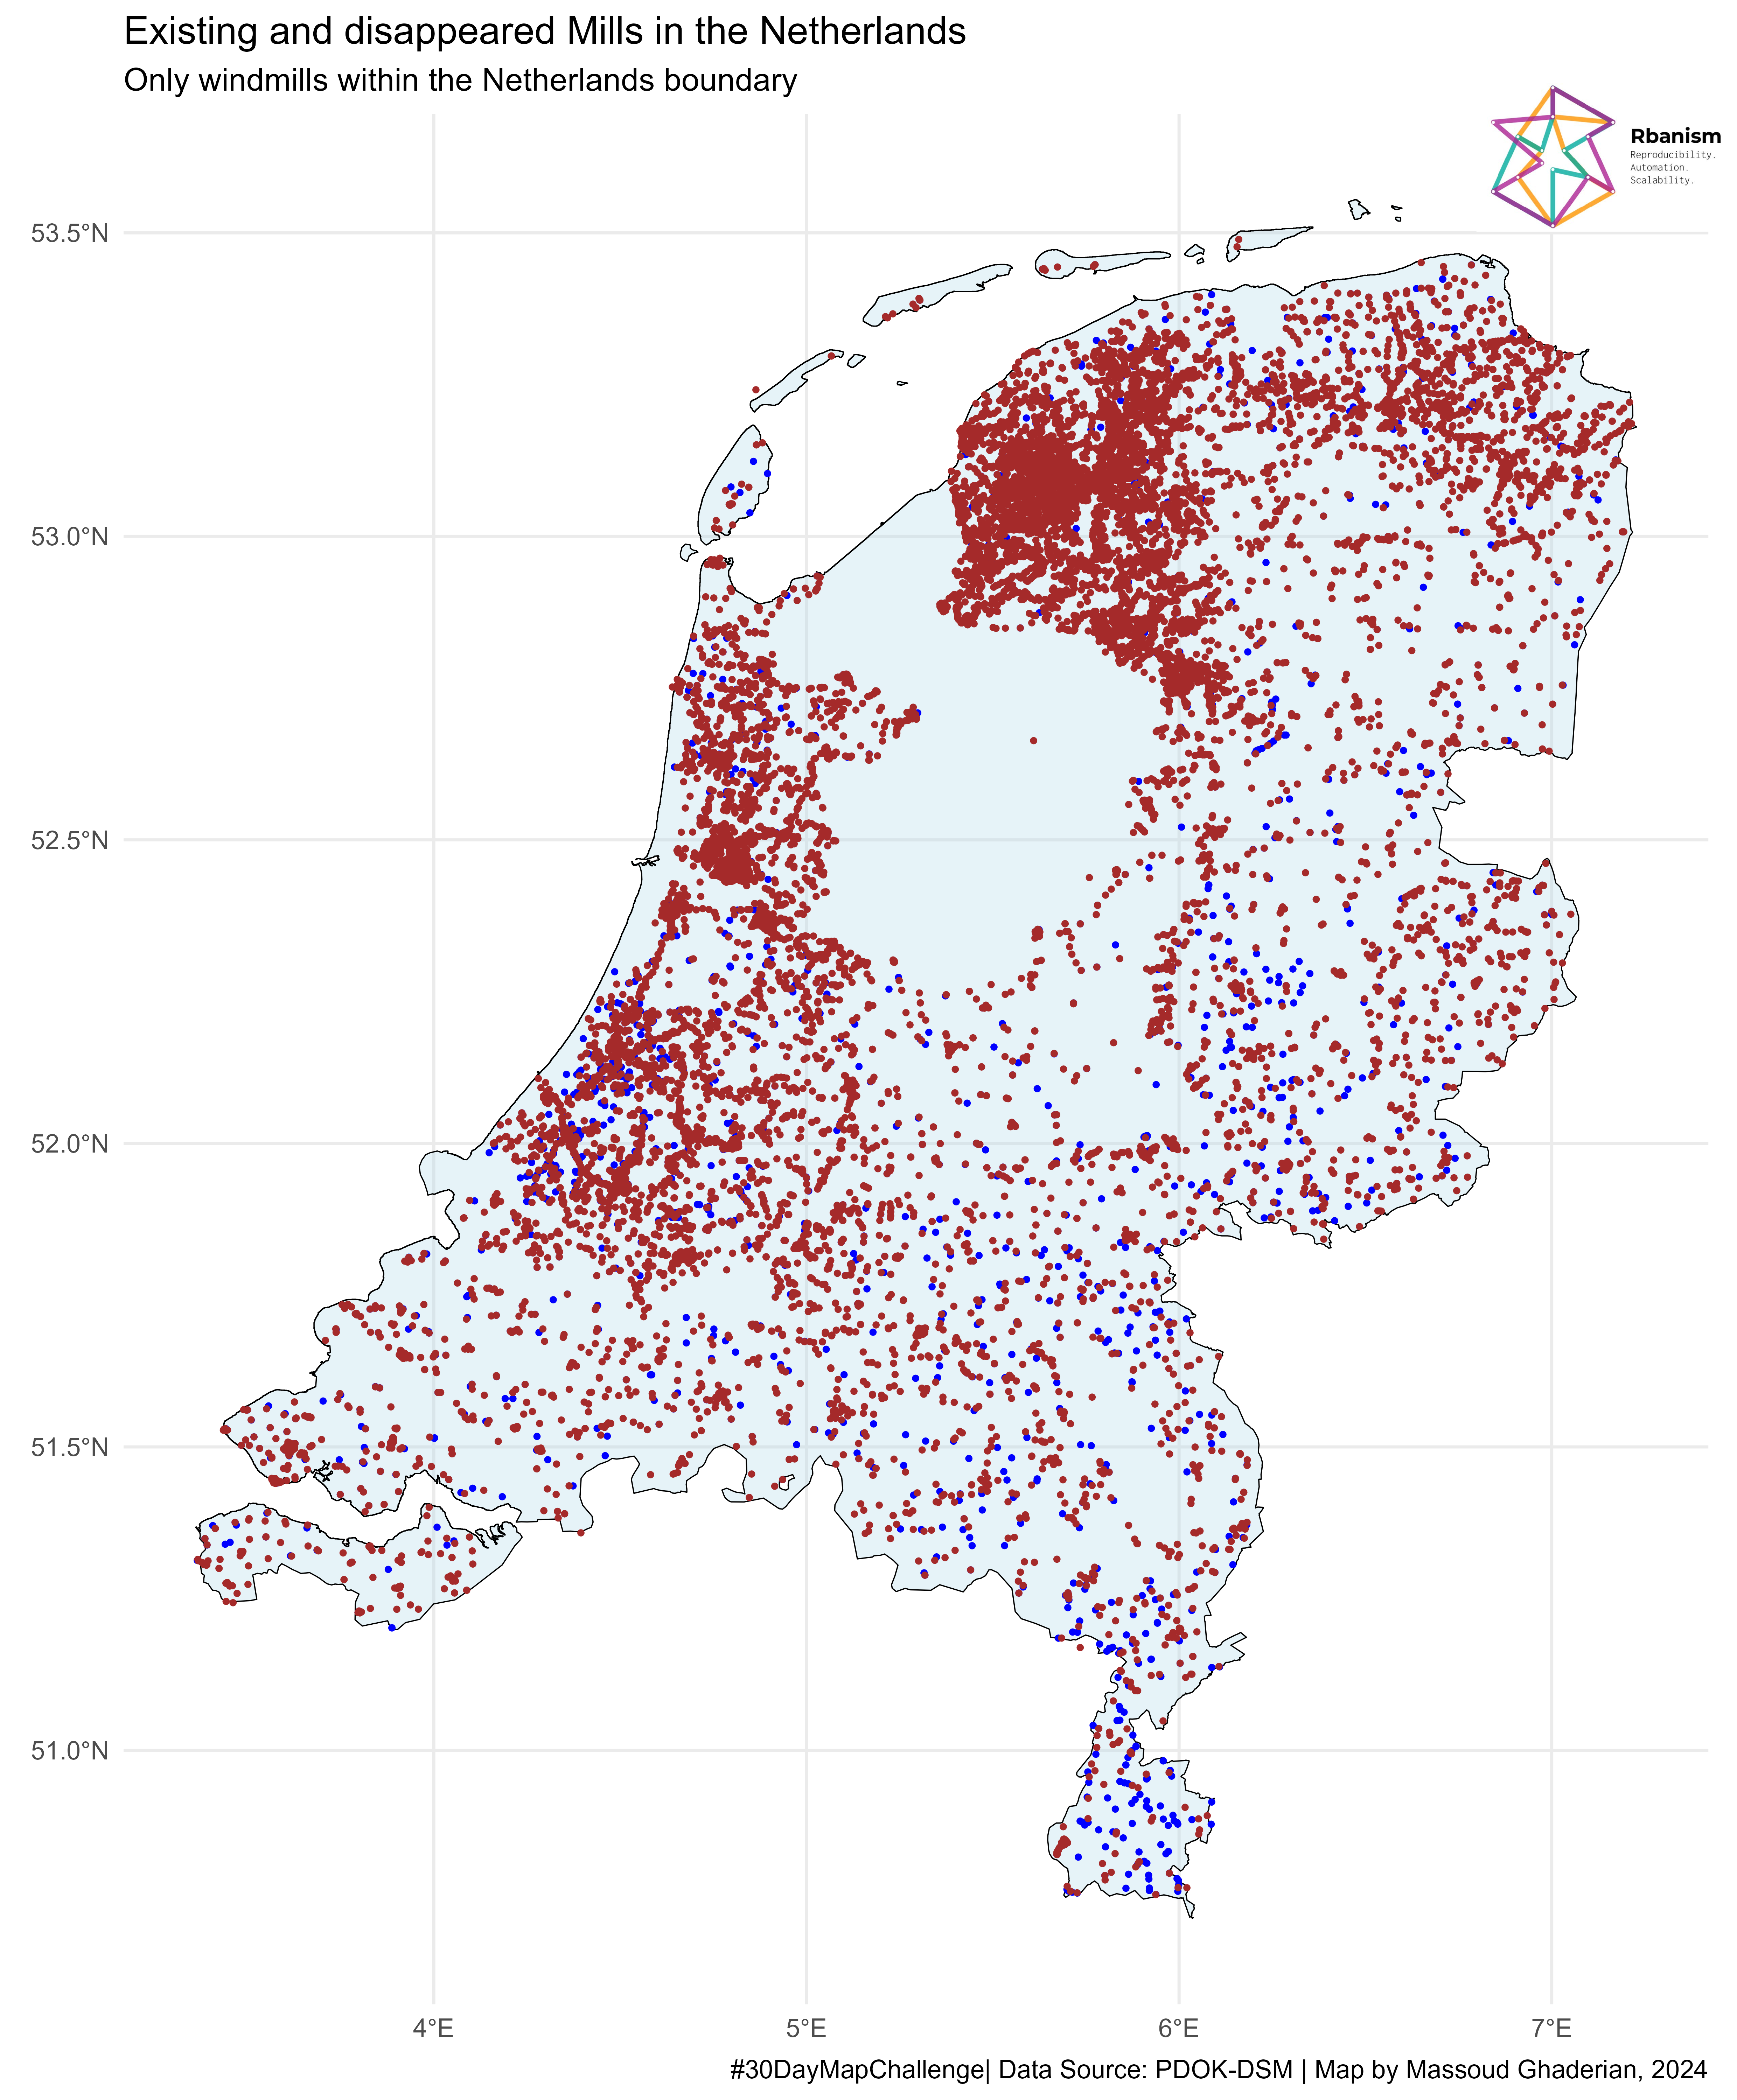 Existing and disappeared Mills in the Netherlands
Only windmills within the Netherlands boundary
Rbanism
Reproducibility.
Automation.
Scalability.
53.5°N
53.0°N
52.5°N
52.0°N
51.5°N
51.0°N
4°E
5°E
6°E
7°E
#30DayMapChallenge| Data Source: PDOK-DSM | Map by Massoud Ghaderian, 2024